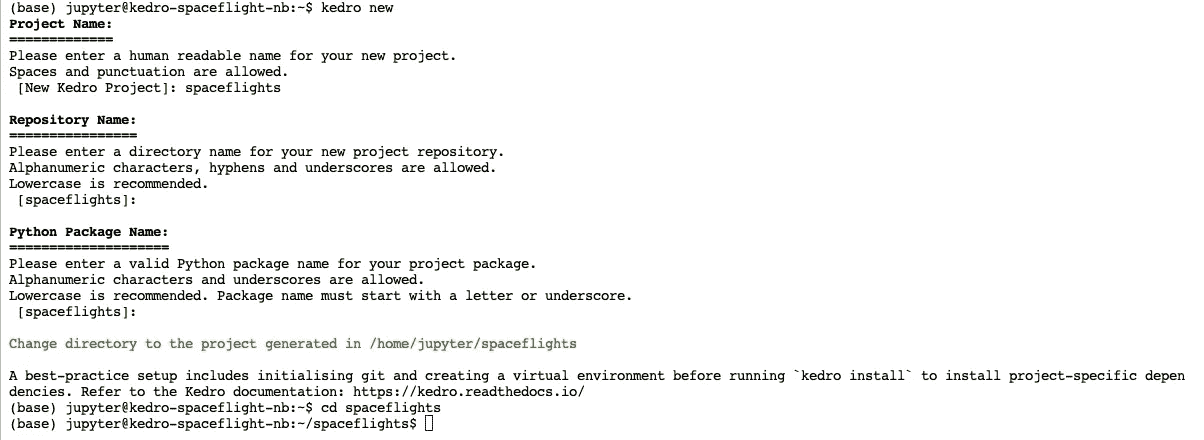 (base) jupyter@kedro-spaceflight-nb:~$ kedro new
Project Name:
=============
Please enter a human readable name for your new project.
Spaces and punctuation are allowed.
[New Kedro Project]: spaceflights
Repository Name:
================
Please enter a directory name for your new project repository.
Alphanumeric characters, hyphens and underscores are allowed.
Lowercase is recommended.
[spaceflights]:
Python Package Name:
====================
Please enter a valid Python package name for your project package.
Alphanumeric characters and underscores are allowed.
Lowercase is recommended. Package name must start with a letter or underscore.
[spaceflights]:
Change directory to the project generated in /home/jupyter/spaceflights
A best-practice setup includes initialising git and creating a virtual environment before running `kedro install` to install project-specific depen
dencies. Refer to the Kedro documentation: https://kedro.readthedocs.io/
(base) jupyter@kedro-spaceflight-nb:~$ cd spaceflights
(base) jupyter@kedro-spaceflight-nb:~/spaceflights$